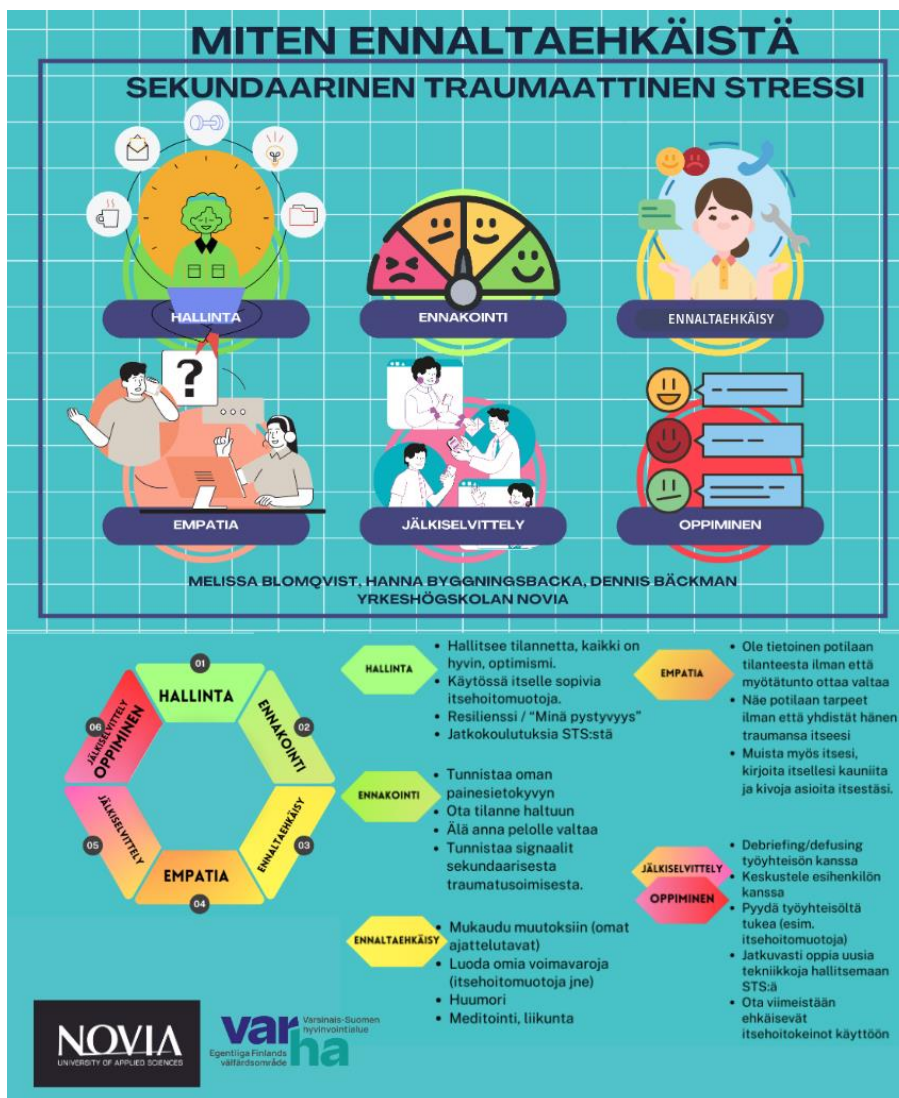 MITEN ENNALTAEHKÄISTÄ
SEKUNDAARINEN TRAUMAATTINEN STRESSI
HALLINTA
ENNAKOINTI
ENNALTAEHKÄISY
?
EMPATIA
JÄLKISELVITTELY
OPPIMINEN
MELISSA BLOMQVIST, HANNA BYGGNINGSBACKA, DENNIS BÄCKMAN
YRKESHÖGSKOLAN NOVIA
01
HALLINTA
02
ENNAKOINTI
03
ENNALTAEHKÄISY
04
EMPATIA
05
JÄLKISELVITTELY
06
JÄLKISELVITTELY
OPPIMINEN
HALLINTA
• Hallitsee tilannetta, kaikki on
hyvin, optimismi.
• Käytössä itselle sopivia
itsehoitomuotoja.
• Resilienssi / “Minä pystyvyys”
• Jatkokoulutuksia STS:stä
ENNAKOINTI
• Tunnistaa oman
painesietokyvyn
• Ota tilanne haltuun
• Älä anna pelolle valtaa
• Tunnistaa signaalit
sekundaarisesta
traumatusoimisesta.
ENNALTAEHKÄISY
• Mukaudu muutoksiin (omat
ajattelutavat)
• Luoda omia voimavaroja
(itsehoitomuotoja jne)
• Huumori
• Meditointi, liikunta
EMPATIA
• Ole tietoinen potilaan
tilanteesta ilman että
myötätunto ottaa valtaa
• Näe potilaan tarpeet
ilman että yhdistät hänen
traumansa itseesi
• Muista myös itsesi,
kirjoita itsellesi kauniita
ja kivoja asioita itsestäsi.
JÄLKISELVITTELY
OPPIMINEN
• Debriefing/defusing
työyhteisön kanssa
• Keskustele esihenkilön
kanssa
• Pyydä työyhteisöltä
tukea (esim.
itsehoitomuotoja)
• Jatkuvasti oppia uusia
tekniikkoja hallitsemaan
STS:ä
• Ota viimeistään
ehkäisevät
itsehoitokeinot käyttöön
NOVIA
UNIVERSITY OF APPLIED SCIENCES
varha
Varsinais-Suomen
hyvinvointialue
Egentliga Finlands
välfärdsområde